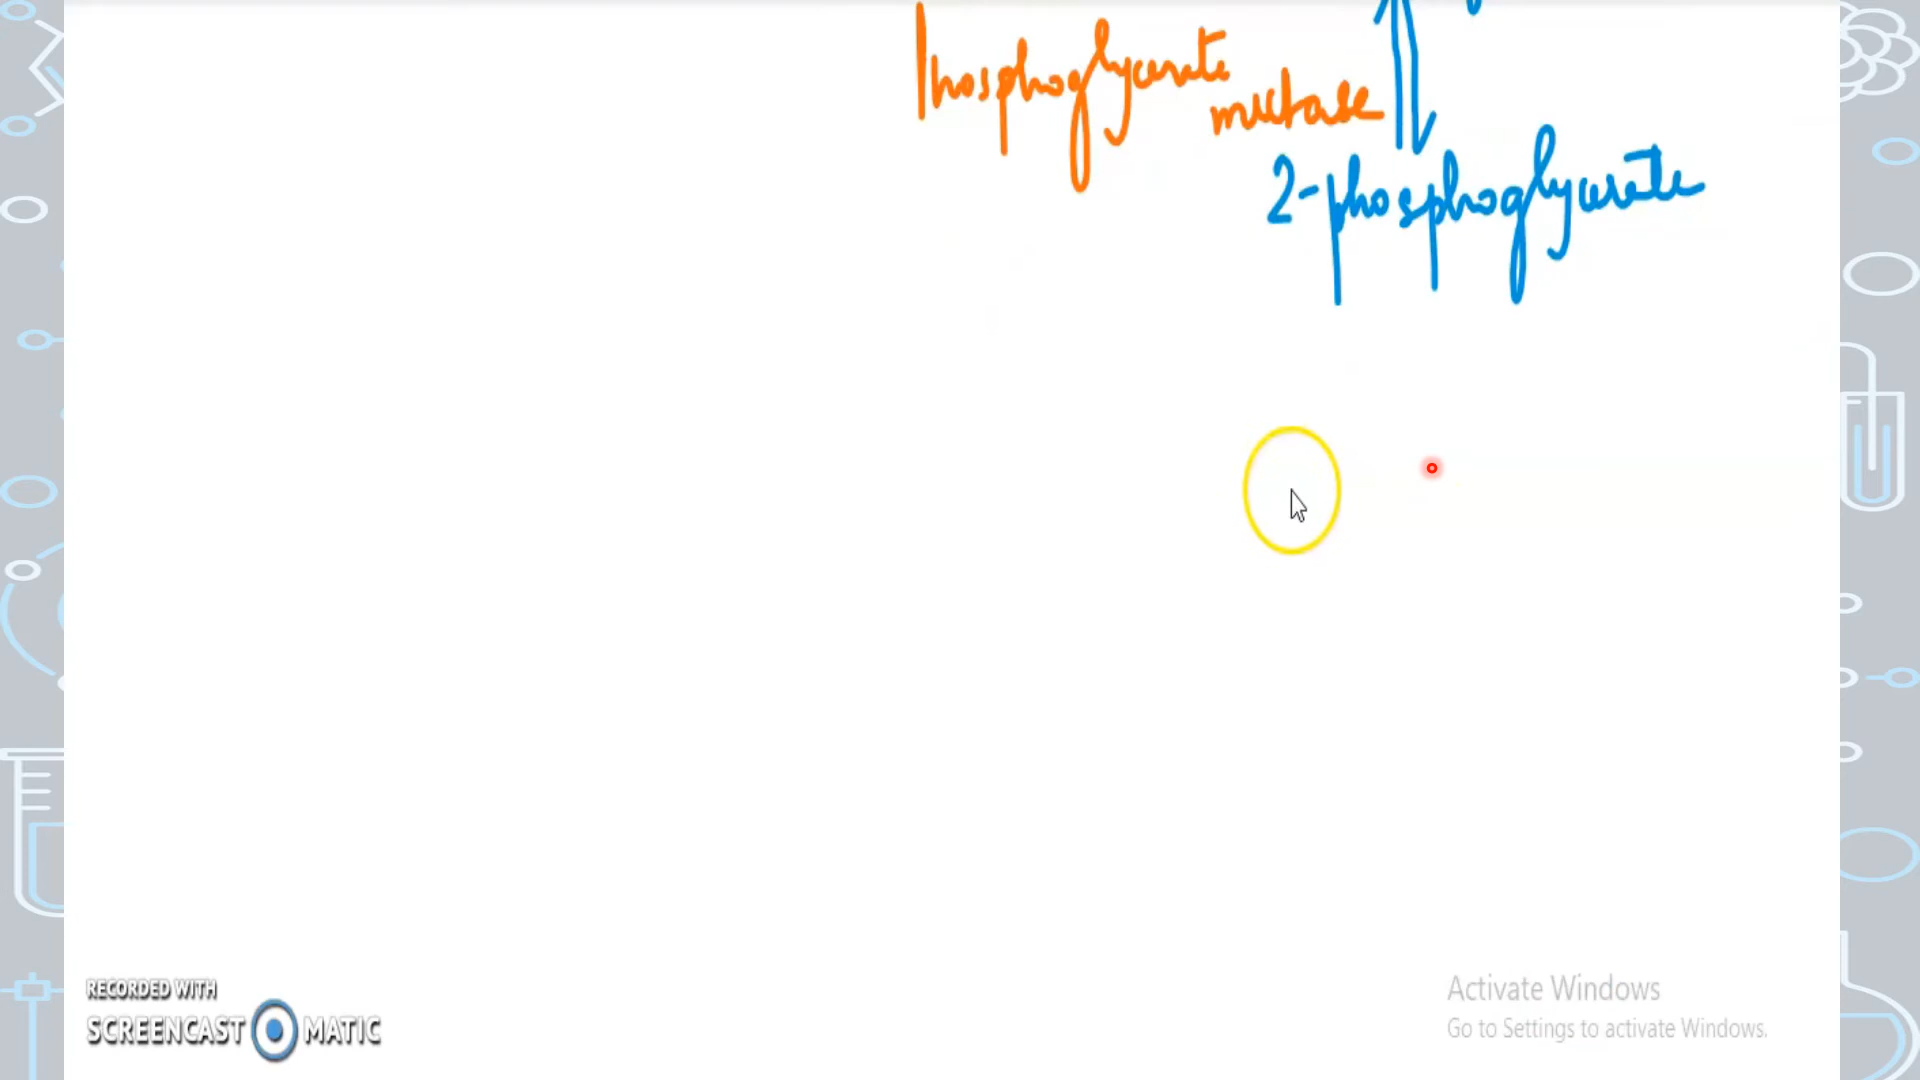 Phosphoglycerate
mutase
2-phosphoglycerate
RECORDED WITH
SCREENCAST MATIC
Activate Windows
Go to Settings to activate Windows.